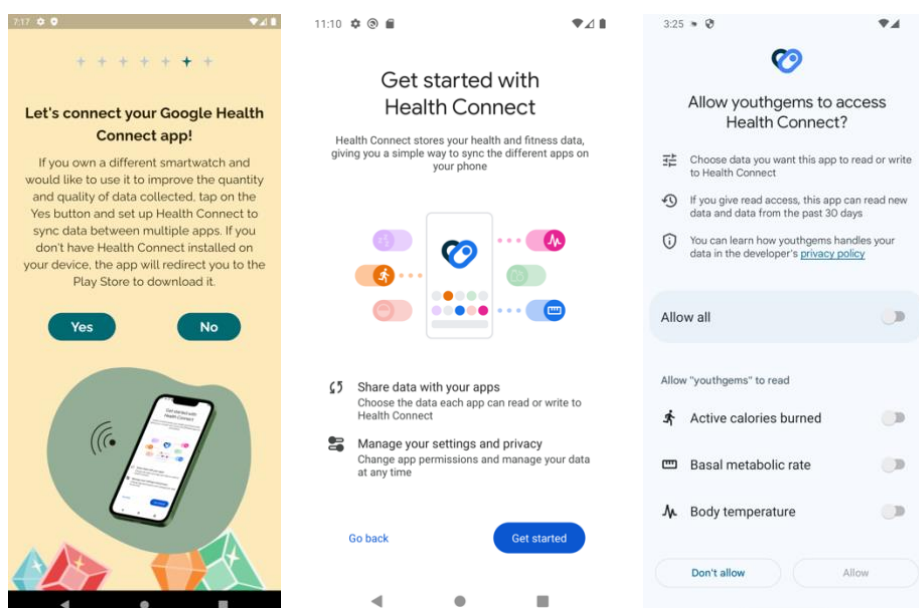 7:17
Let's connect your Google Health
Connect app!
If you own a different smartwatch and
would like to use it to improve the quantity
and quality of data collected, tap on the
Yes button and set up Health Connect to
sync data between multiple apps. If you
don't have Health Connect installed on
your device, the app will redirect you to the
Play Store to download it.
Yes
No
Get started with
Health Connect
11:10
Get started with
Health Connect
Health Connect stores your health and fitness data,
giving you a simple way to sync the different apps on
your phone
Share data with your apps
Choose the data each app can read or write to
Health Connect
Manage your settings and privacy
Change app permissions and manage your data
at any time
Go back
Get started
3:25
Allow youthgems to access
Health Connect?
Choose data you want this app to read or write
to Health Connect
If you give read access, this app can read new
data and data from the past 30 days
You can learn how youthgems handles your
data in the developer's privacy policy
Allow all
Allow "youthgems" to read
Active calories burned
Basal metabolic rate
Body temperature
Don't allow
Allow